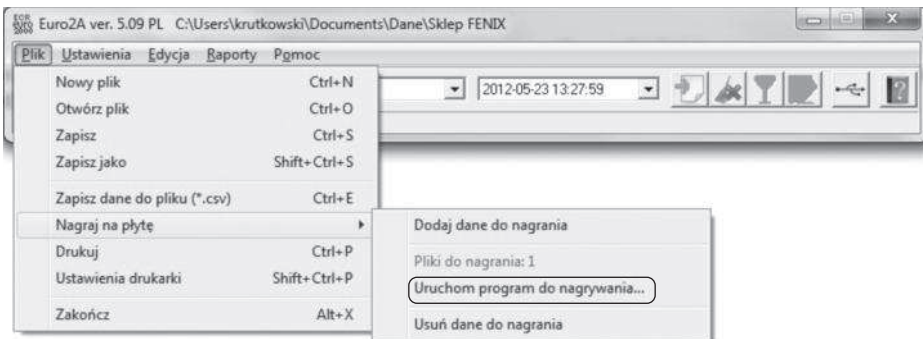 Euro2A ver. 5.09 PL C:\Users\krutkowski\Documents\Dane\Sklep FENIX
Plik Ustawienia Edycja Raporty Pomoc
2012-05-23 13:27:59
Nowy plik Ctrl+N
Otwórz plik Ctrl+O
Zapisz Ctrl+S
Zapisz jako Shift+Ctrl+S
Zapisz dane do pliku (*.csv) Ctrl+E
Nagraj na płytę
Drukuj Ctrl+P
Ustawienia drukarki Shift+Ctrl+P
Zakończ Alt+X
Dodaj dane do nagrania
Pliki do nagrania: 1
Uruchom program do nagrywania...
Usuń dane do nagrania